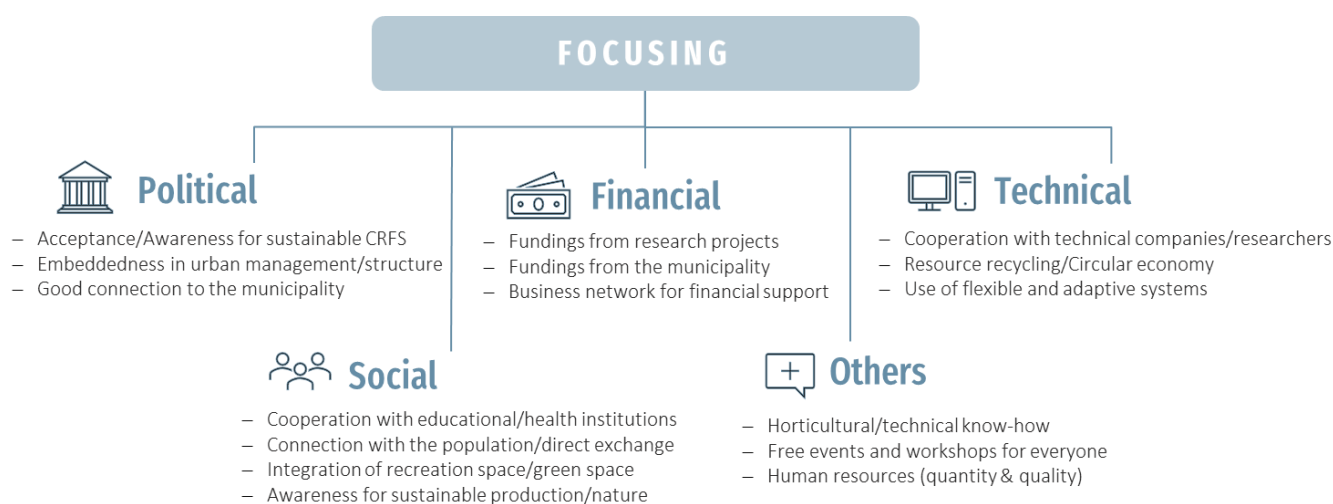 FOCUSING
Political
– Acceptance/Awareness for sustainable CRFS
– Embeddedness in urban management/structure
– Good connection to the municipality
Financial
– Fundings from research projects
– Fundings from the municipality
– Business network for financial support
Technical
– Cooperation with technical companies/researchers
– Resource recycling/Circular economy
– Use of flexible and adaptive systems
Social
– Cooperation with educational/health institutions
– Connection with the population/direct exchange
– Integration of recreation space/green space
– Awareness for sustainable production/nature
Others
– Horticultural/technical know-how
– Free events and workshops for everyone
– Human resources (quantity & quality)